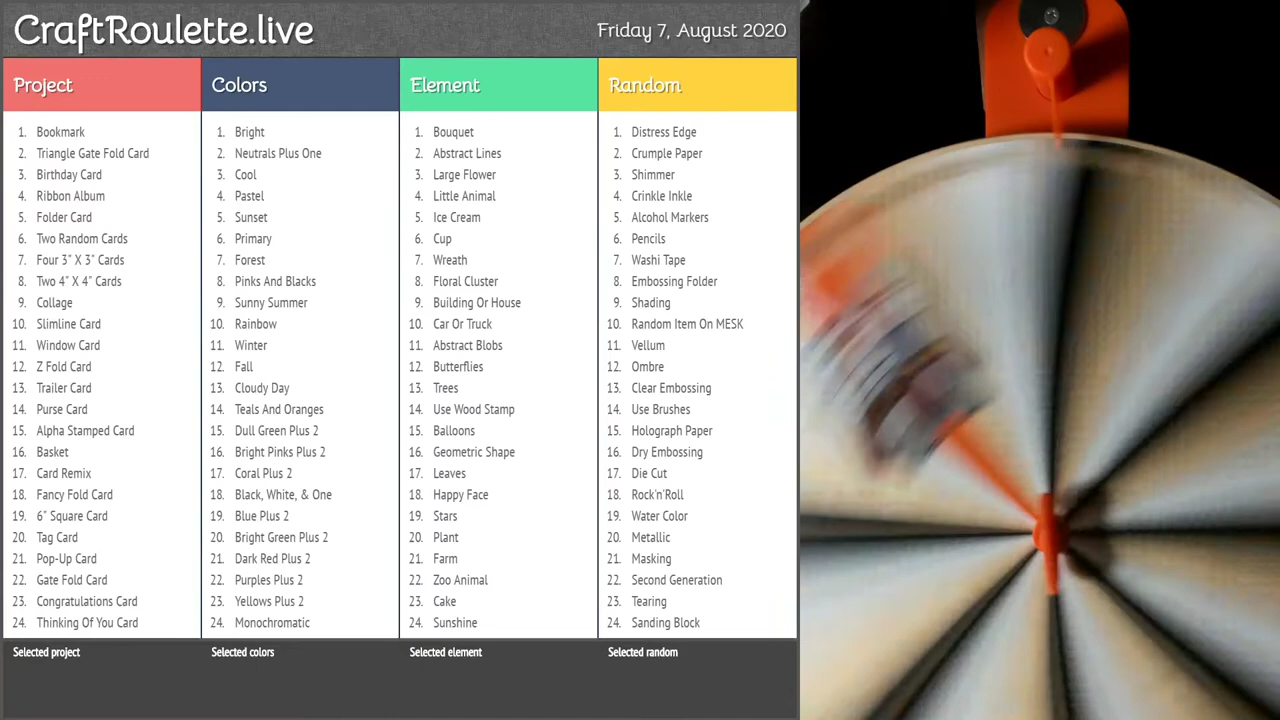 CraftRoulette.live
Friday 7, August 2020
Project
1. Bookmark
2. Triangle Gate Fold Card
3. Birthday Card
4. Ribbon Album
5. Folder Card
6. Two Random Cards
7. Four 3" X 3" Cards
8. Two 4" X 4" Cards
9. Collage
10. Slimline Card
11. Window Card
12. Z Fold Card
13. Trailer Card
14. Purse Card
15. Alpha Stamped Card
16. Basket
17. Card Remix
18. Fancy Fold Card
19. 6" Square Card
20. Tag Card
21. Pop-Up Card
22. Gate Fold Card
23. Congratulations Card
24. Thinking Of You Card
Selected project
Colors
1. Bright
2. Neutrals Plus One
3. Cool
4. Pastel
5. Sunset
6. Primary
7. Forest
8. Pinks And Blacks
9. Sunny Summer
10. Rainbow
11. Winter
12. Fall
13. Cloudy Day
14. Teals And Oranges
15. Dull Green Plus 2
16. Bright Pinks Plus 2
17. Coral Plus 2
18. Black, White, & One
19. Blue Plus 2
20. Bright Green Plus 2
21. Dark Red Plus 2
22. Purples Plus 2
23. Yellows Plus 2
24. Monochromatic
Selected colors
Element
1. Bouquet
2. Abstract Lines
3. Large Flower
4. Little Animal
5. Ice Cream
6. Cup
7. Wreath
8. Floral Cluster
9. Building Or House
10. Car Or Truck
11. Abstract Blobs
12. Butterflies
13. Trees
14. Use Wood Stamp
15. Balloons
16. Geometric Shape
17. Leaves
18. Happy Face
19. Stars
20. Plant
21. Farm
22. Zoo Animal
23. Cake
24. Sunshine
Selected element
Random
1. Distress Edge
2. Crumple Paper
3. Shimmer
4. Crinkle Inkle
5. Alcohol Markers
6. Pencils
7. Washi Tape
8. Embossing Folder
9. Shading
10. Random Item On MESK
11. Vellum
12. Ombre
13. Clear Embossing
14. Use Brushes
15. Holograph Paper
16. Dry Embossing
17. Die Cut
18. Rock'n'Roll
19. Water Color
20. Metallic
21. Masking
22. Second Generation
23. Tearing
24. Sanding Block
Selected random